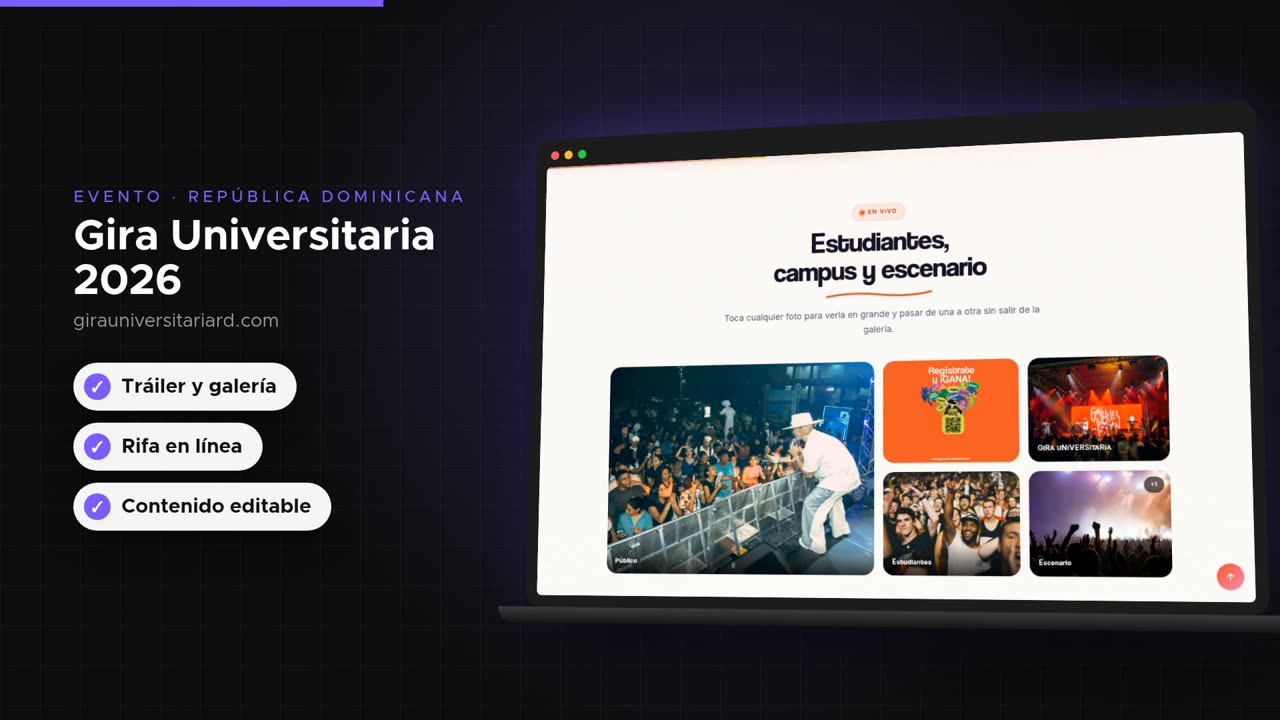 EVENTO · REPÚBLICA DOMINICANA
Gira Universitaria
2026
girauniversitariard.com
✓ Tráiler y galería
✓ Rifa en línea
✓ Contenido editable
EN VIVO
Estudiantes,
campus y escenario
Toca cualquier foto para verla en grande y pasar de una a otra sin salir de la
galería.
Público
Regístrate
y ¡GANA!
GIRA UNIVERSITARIA
Estudiantes
+1
Escenario